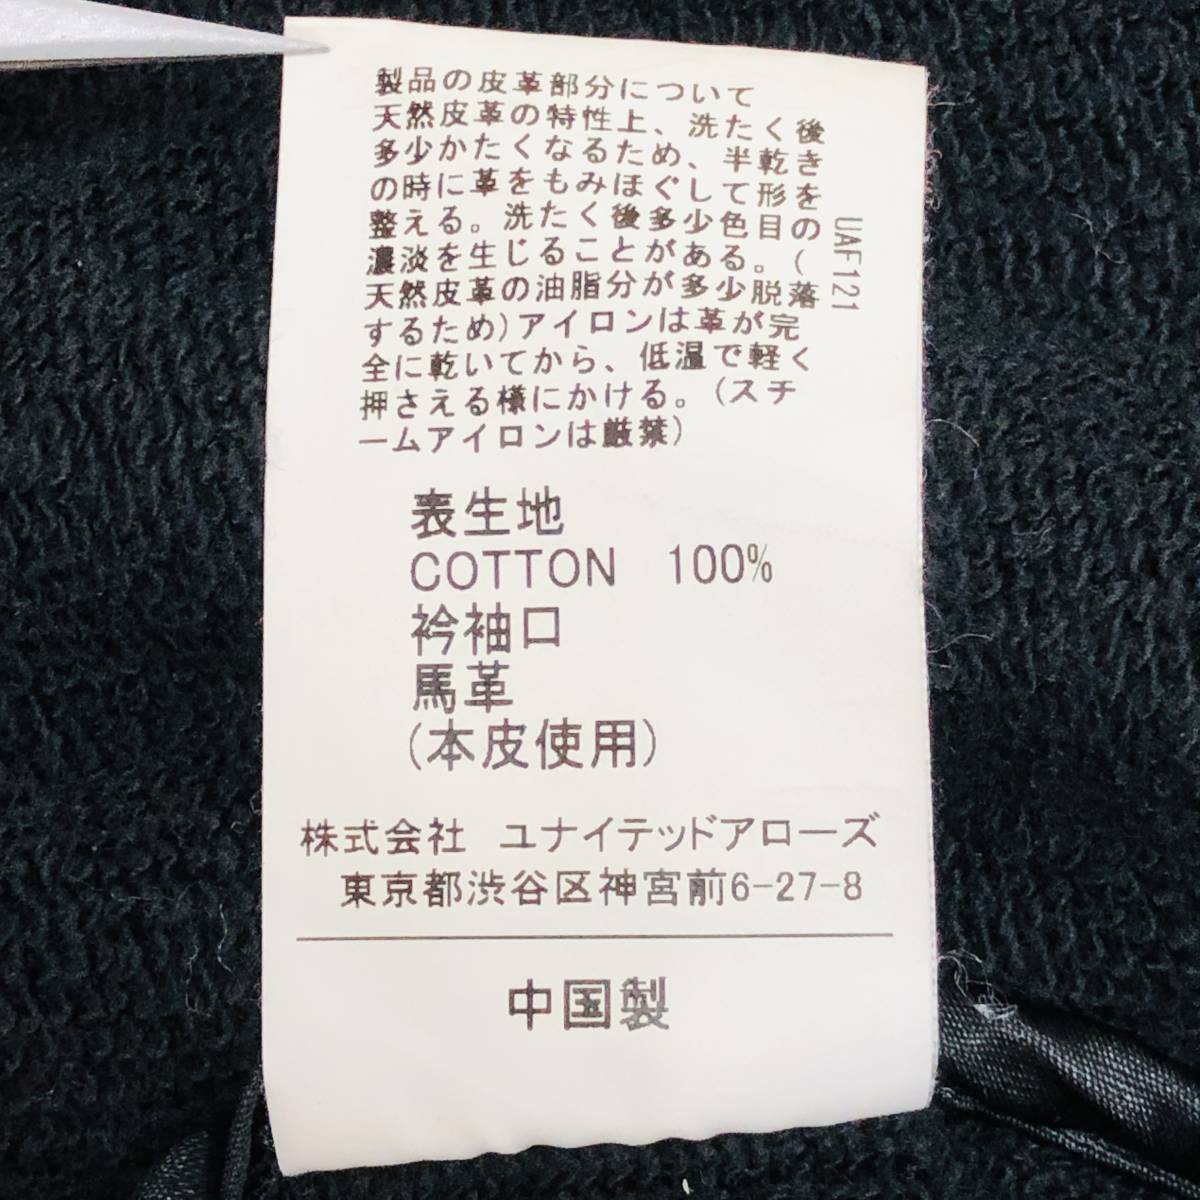 製品の皮革部分について
天然皮革の特性上、洗たく後
多少かたくなるため、半乾き
の時に革をもみほぐして形を
整える。洗たく後多少色目の
濃淡を生じることがある。(
天然皮革の油脂分が多少脱落
するため)アイロンは革が完
全に乾いてから、低温で軽く
押さえる様にかける。(スチ
ームアイロンは厳禁)
UAF121
表生地
COTTON 100%
衿袖口
馬革
(本皮使用)
株式会社 ユナイテッドアローズ
東京都渋谷区神宮前6-27-8
中国製